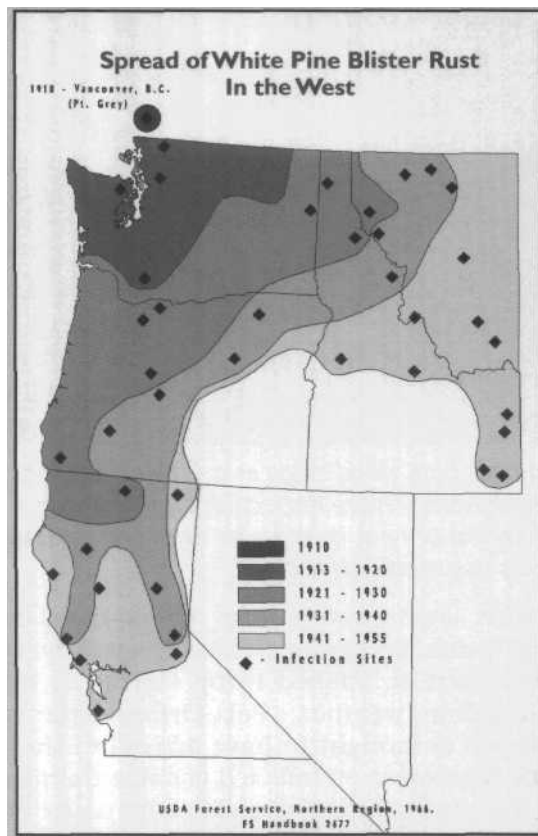 Spread of White Pine Blister Rust
In the West
1910 - Vancouver, B.C.
(Pt. Grey)
1910
1913 - 1920
1921 - 1930
1931 - 1940
1941 - 1955
- Infection Sites
USDA Forest Service, Northern Region, 1968.
FS Handbook 2677